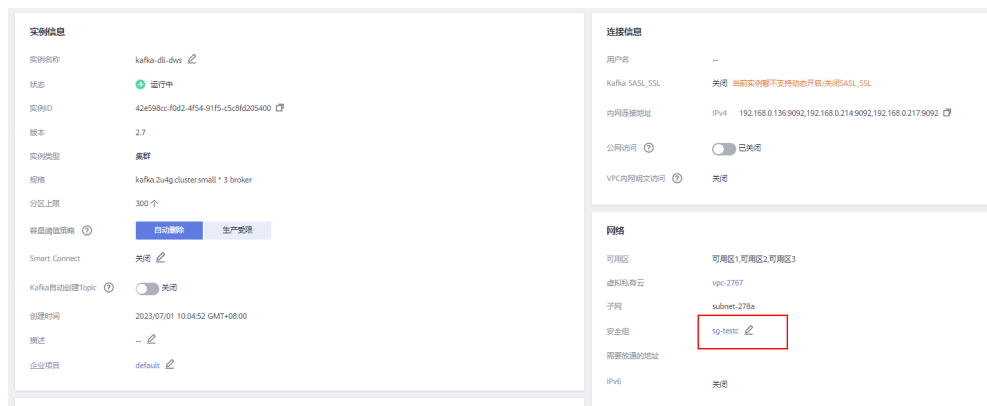 实例信息
实例名称 kafka-dli-dws
状态 运行中
实例ID 42e598cc-f0d2-4f54-91f5-c5c8fd205400
版本 2.7
实例类型 集群
规格 kafka.2u4g.cluster.small * 3 broker
分区上限 300 个
容量阈值策略 自动删除 生产受限
Smart Connect 关闭
Kafka自动创建Topic 关闭
创建时间 2023/07/01 10:04:52 GMT+08:00
描述 --
企业项目 default
连接信息
用户名 --
Kafka SASL_SSL 关闭 当前实例暂不支持动态开启/关闭SASL_SSL
内网连接地址 IPv4 192.168.0.136:9092,192.168.0.214:9092,192.168.0.217:9092
公网访问 已关闭
VPC内网明文访问 关闭
网络
可用区 可用区1,可用区2,可用区3
虚拟私有云 vpc-2767
子网 subnet-278a
安全组 sg-testc
需要放通的地址
IPv6 关闭